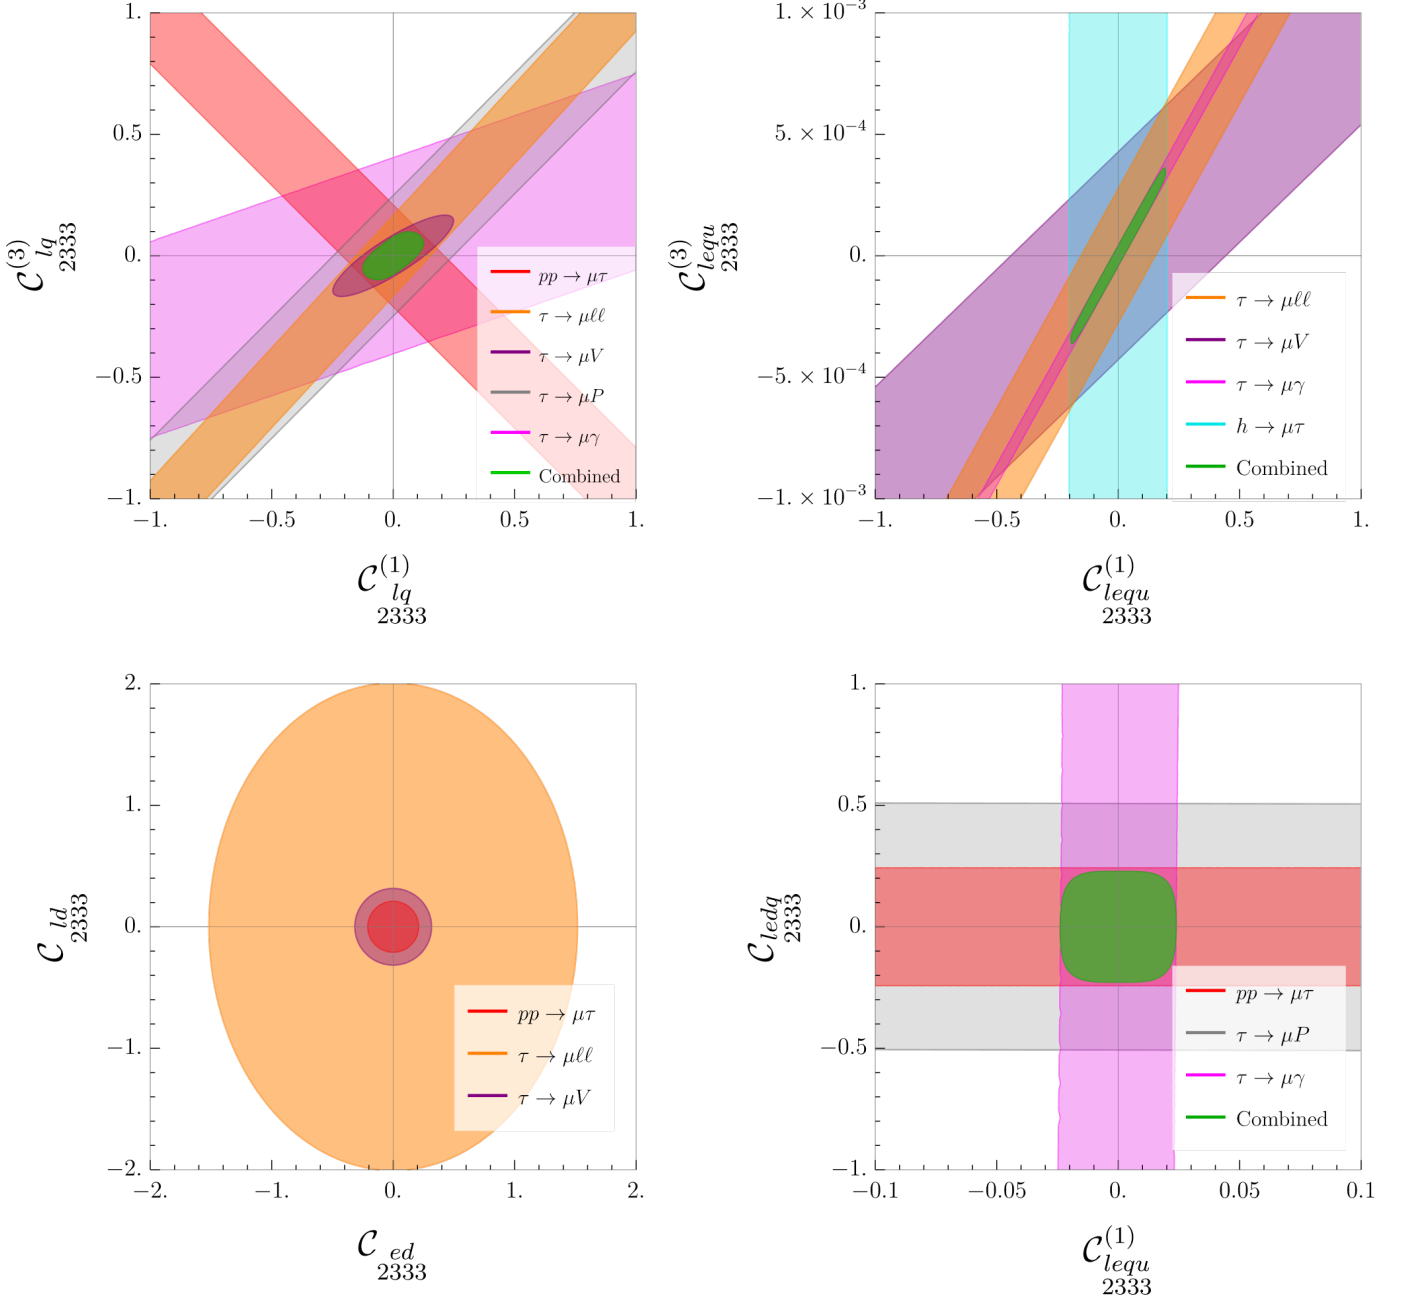 1.
0.5
0.
−0.5
−1.
−1. −0.5 0. 0.5 1.
C^{(3)}_{lq 2333}
C^{(1)}_{lq 2333}
pp → μτ
τ → μℓℓ
τ → μV
τ → μP
τ → μγ
Combined
1. × 10⁻³
5. × 10⁻⁴
0.
−5. × 10⁻⁴
−1. × 10⁻³
−1. −0.5 0. 0.5 1.
C^{(3)}_{lequ 2333}
C^{(1)}_{lequ 2333}
τ → μℓℓ
τ → μV
τ → μγ
h → μτ
Combined
2.
1.
0.
−1.
−2.
−2. −1. 0. 1. 2.
C_{ld 2333}
C_{ed 2333}
pp → μτ
τ → μℓℓ
τ → μV
1.
0.5
0.
−0.5
−1.
−0.1 −0.05 0. 0.05 0.1
C_{ledq 2333}
C^{(1)}_{lequ 2333}
pp → μτ
τ → μP
τ → μγ
Combined